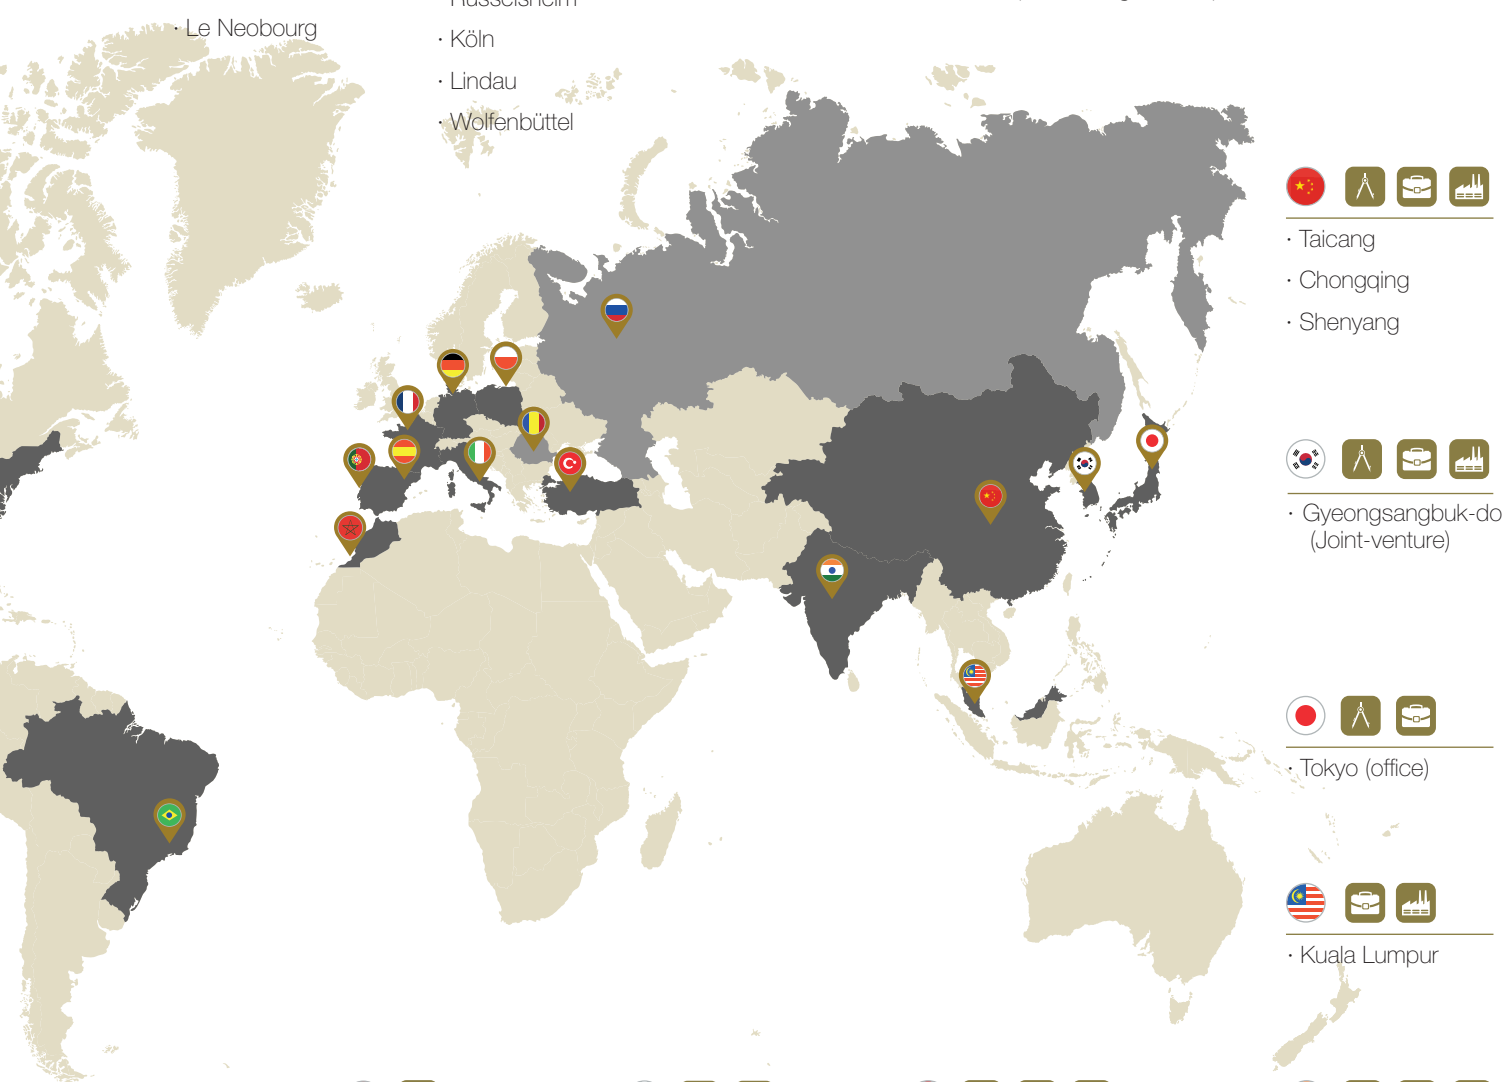 · Le Neobourg
· Köln
· Lindau
· Wolfenbüttel
· Taicang
· Chongqing
· Shenyang
· Gyeongsangbuk-do
(Joint-venture)
· Tokyo (office)
· Kuala Lumpur